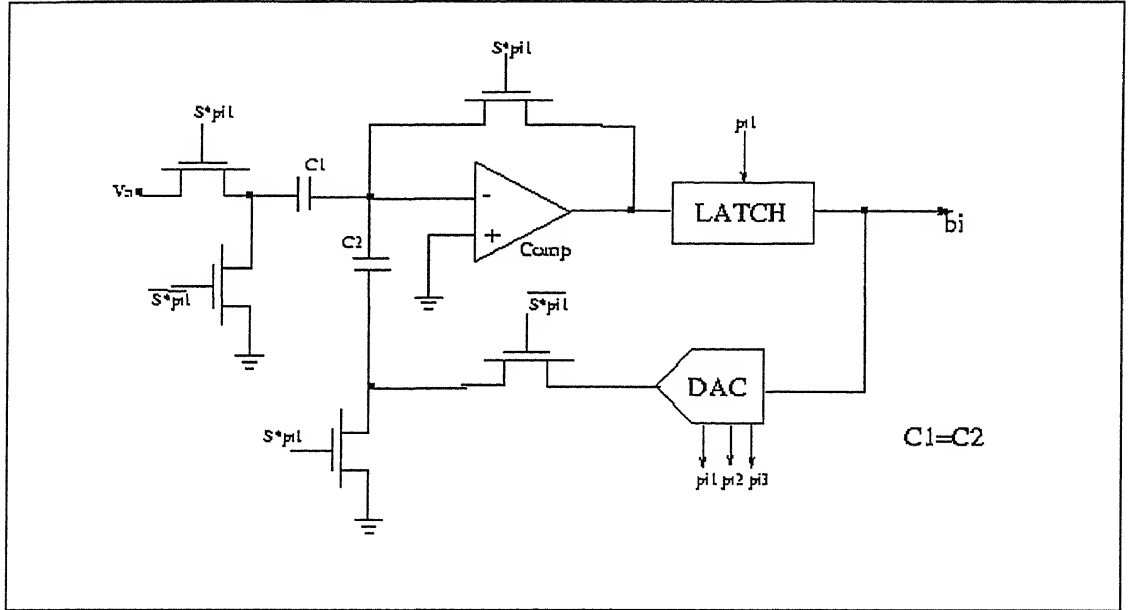 S*pi1
S*pi1
C1
pi1
Vin
-
LATCH
bi
+
Comp
C2
S*pi1
S*pi1
DAC
S*pi1
C1=C2
pi1 pi2 pi3